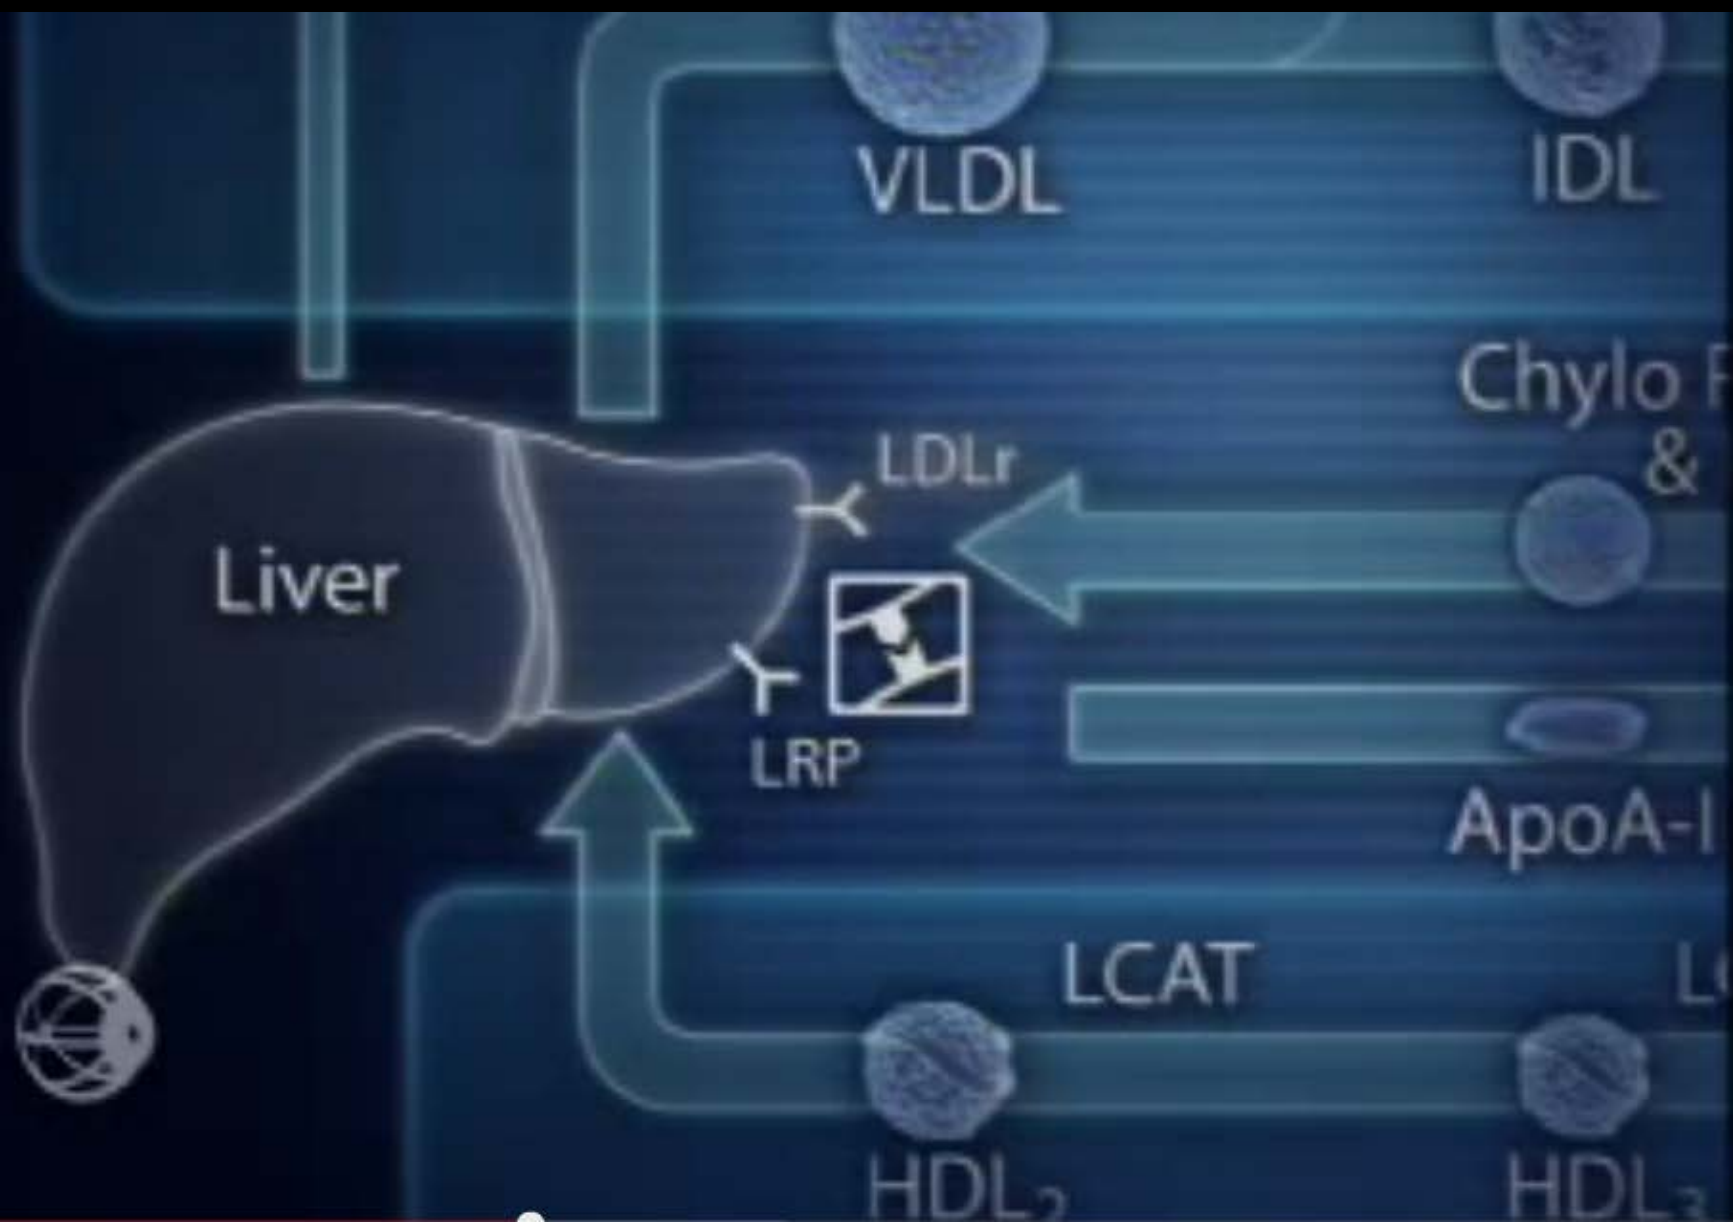 VLDL
IDL
Chylo
&
LDLr
Liver
LRP
ApoA-I
LCAT
HDL₂
HDL₃